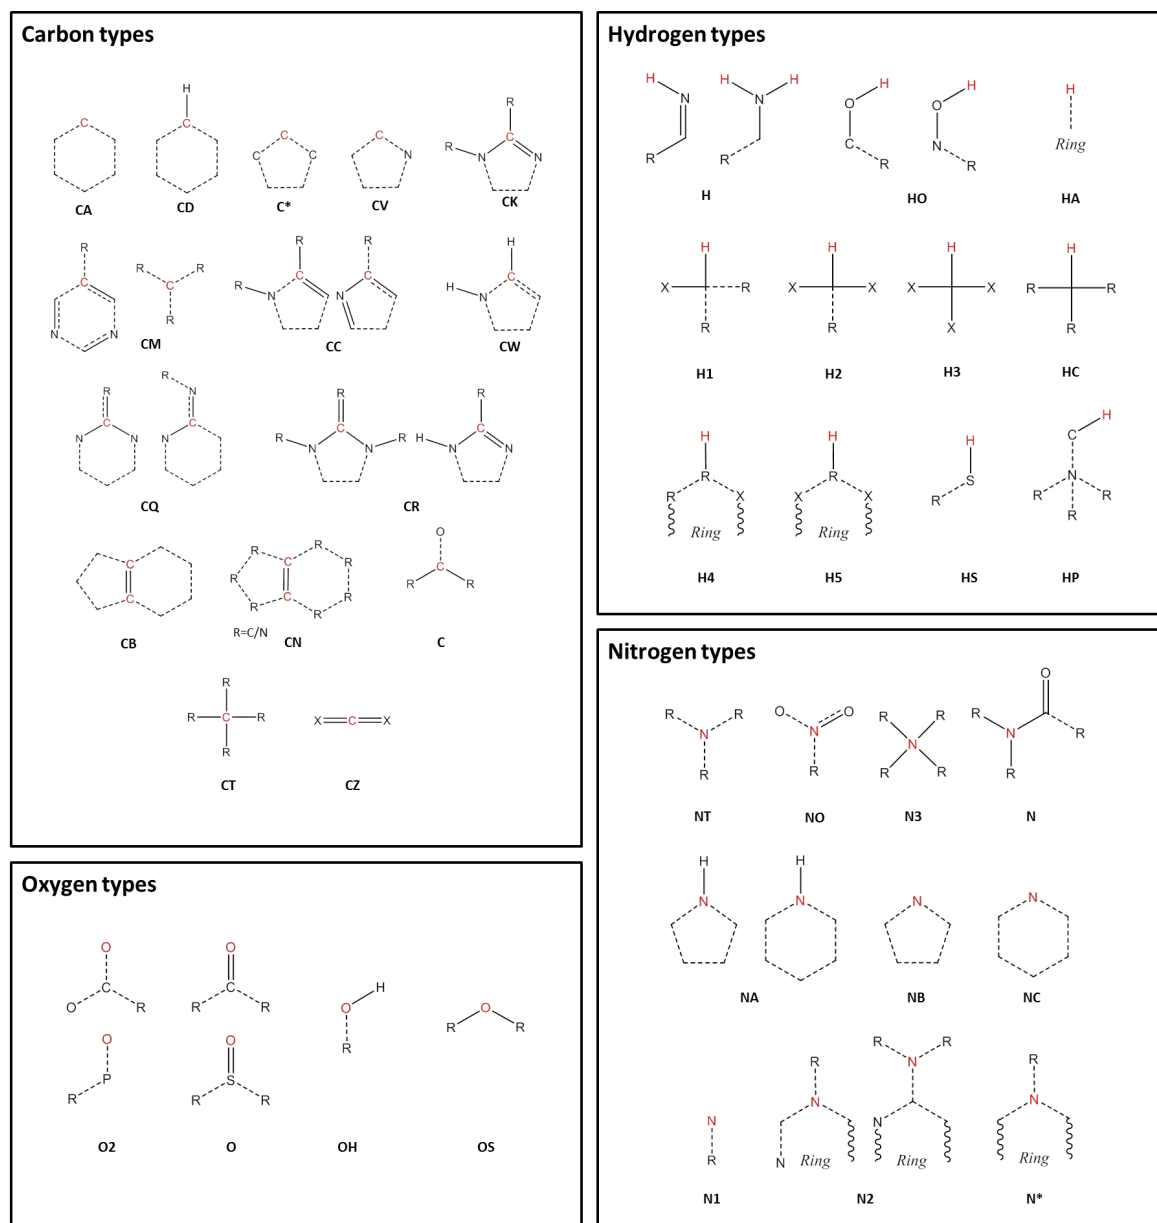 Carbon types
H
C C C C R
R C
C C N N N
CA CD C* CV CK
R R R R H
R R C C C
C C R N N H N
N N R
CM CC CW
R
R N R R
N N N R N N R H N N
C C C C
CQ CR
O
C R C R C
R R R R
C R C R R
R=C/N
CB CN C
R
R C R X C X
R
CT CZ
Oxygen types
O O
C C H
O R R R O O
O O R R R
P S
R R R
O2 O OH OS
Hydrogen types
H H H H H H
N N O O
R R C R N R Ring
H HO HA
H H H H
X R X X X X R R
R R X R
H1 H2 H3 HC
H H H H
R R C
R X X X S N
R R R
R
Ring Ring
H4 H5 HS HP
Nitrogen types
O
R R O O R R R
N N N N R
R R R R R
NT NO N3 N
H H
N N N N
NA NB NC
R R
R N R
N N N N
R N Ring Ring Ring
N1 N2 N*